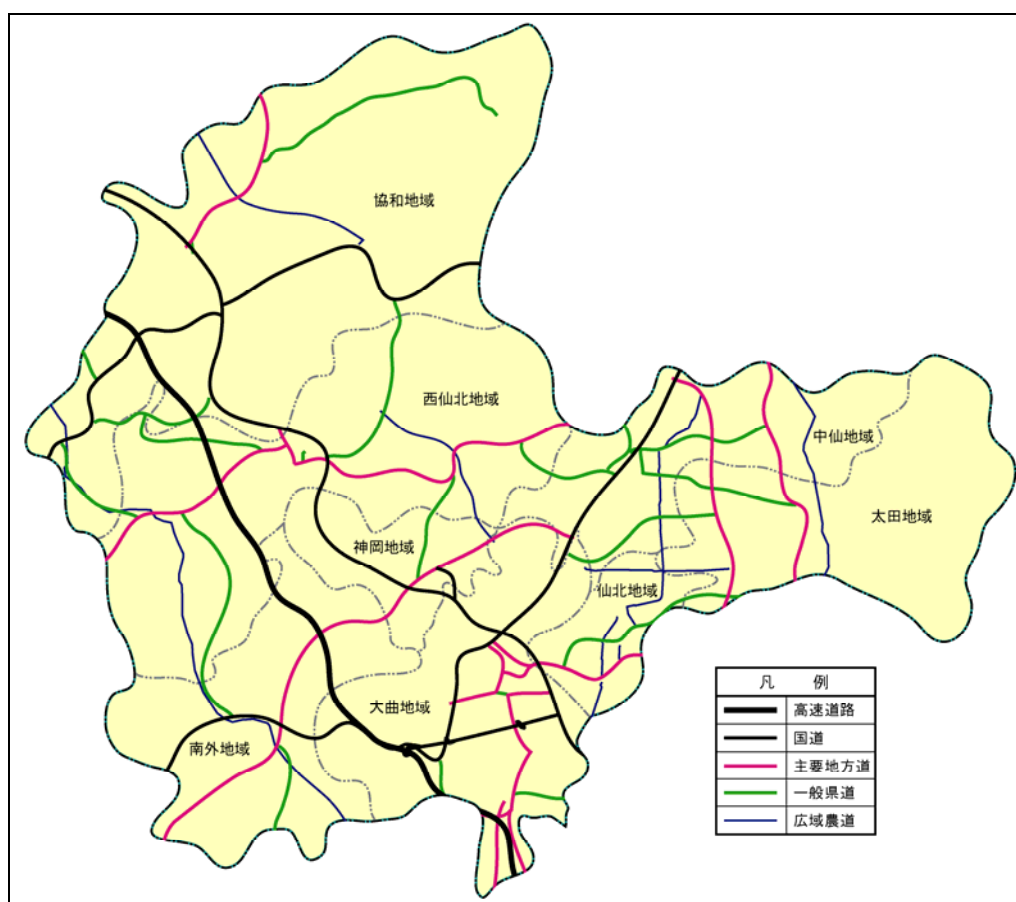 協和地域
西仙北地域
中仙地域
太田地域
神岡地域
仙北地域
大曲地域
南外地域
凡 例
高速道路
国道
主要地方道
一般県道
広域農道